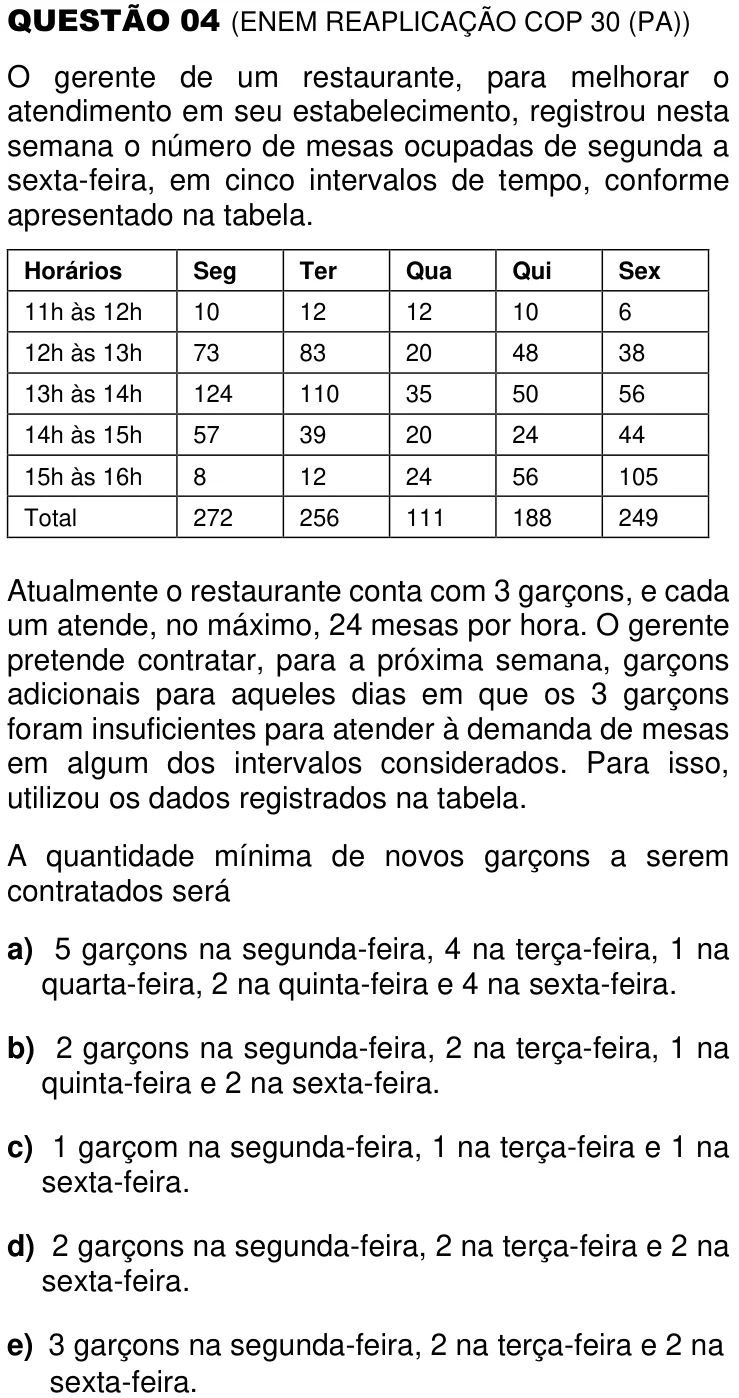 QUESTÃO 04 (ENEM REAPLICAÇÃO COP 30 (PA))
O gerente de um restaurante, para melhorar o
atendimento em seu estabelecimento, registrou nesta
semana o número de mesas ocupadas de segunda a
sexta-feira, em cinco intervalos de tempo, conforme
apresentado na tabela.
Horários Seg Ter Qua Qui Sex
11h às 12h 10 12 12 10 6
12h às 13h 73 83 20 48 38
13h às 14h 124 110 35 50 56
14h às 15h 57 39 20 24 44
15h às 16h 8 12 24 56 105
Total 272 256 111 188 249
Atualmente o restaurante conta com 3 garçons, e cada
um atende, no máximo, 24 mesas por hora. O gerente
pretende contratar, para a próxima semana, garçons
adicionais para aqueles dias em que os 3 garçons
foram insuficientes para atender à demanda de mesas
em algum dos intervalos considerados. Para isso,
utilizou os dados registrados na tabela.
A quantidade mínima de novos garçons a serem
contratados será
a) 5 garçons na segunda-feira, 4 na terça-feira, 1 na
quarta-feira, 2 na quinta-feira e 4 na sexta-feira.
b) 2 garçons na segunda-feira, 2 na terça-feira, 1 na
quinta-feira e 2 na sexta-feira.
c) 1 garçom na segunda-feira, 1 na terça-feira e 1 na
sexta-feira.
d) 2 garçons na segunda-feira, 2 na terça-feira e 2 na
sexta-feira.
e) 3 garçons na segunda-feira, 2 na terça-feira e 2 na
sexta-feira.